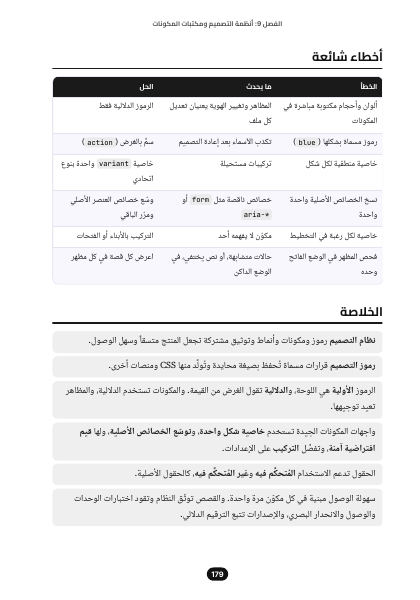 الفصل 9: أنظمة التصميم ومكتبات المكونات
أخطاء شائعة
الخطأ ما يحدث الحل
ألوان وأحجام مكتوبة مباشرة في المكونات المظاهر وتغيير الهوية يعنيان تعديل كل ملف الرموز الدلالية فقط
رموز مسماة بشكلها (blue) تكذب الأسماء بعد إعادة التصميم سمِّ بالغرض (action)
خاصية منطقية لكل شكل تركيبات مستحيلة خاصية variant واحدة بنوع اتحادي
نسخ الخصائص الأصلية واحدة واحدة خصائص ناقصة مثل form أو aria-* وسّع خصائص العنصر الأصلي ومرّر الباقي
خاصية لكل رغبة في التخطيط مكوّن لا يفهمه أحد التركيب بالأبناء أو الفتحات
فحص المظهر في الوضع الفاتح وحده حالات متشابهة، أو نص يختفي، في الوضع الداكن اعرض كل قصة في كل مظهر
الخلاصة
نظام التصميم رموز ومكونات وأنماط وتوثيق مشتركة تجعل المنتج متسقاً وسهل الوصول.
رموز التصميم قرارات مسماة تُحفظ بصيغة محايدة وتُولَّد منها CSS ومنصات أخرى.
الرموز الأولية هي اللوحة، والدلالية تقول الغرض من القيمة. والمكونات تستخدم الدلالية، والمظاهر
تعيد توجيهها.
واجهات المكونات الجيدة تستخدم خاصية شكل واحدة، وتوسّع الخصائص الأصلية، ولها قيم
افتراضية آمنة، وتفضّل التركيب على الإعدادات.
الحقول تدعم الاستخدام المُتحكَّم فيه وغير المُتحكَّم فيه، كالحقول الأصلية.
سهولة الوصول مبنية في كل مكوّن مرة واحدة. والقصص توثّق النظام وتقود اختبارات الوحدات
والوصول والانحدار البصري، والإصدارات تتبع الترقيم الدلالي.
179